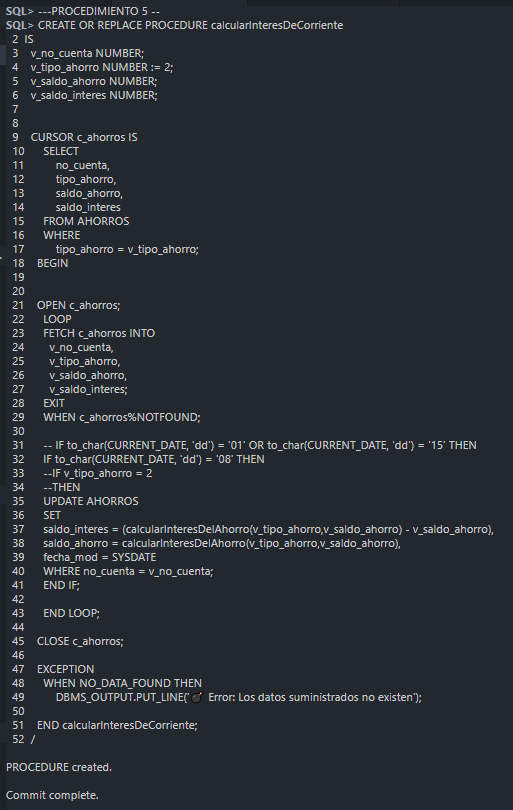 SQL> ---PROCEDIMIENTO 5 --
SQL> CREATE OR REPLACE PROCEDURE calcularInteresDeCorriente
2 IS
3 v_no_cuenta NUMBER;
4 v_tipo_ahorro NUMBER := 2;
5 v_saldo_ahorro NUMBER;
6 v_saldo_interes NUMBER;
7
8
9 CURSOR c_ahorros IS
10 SELECT
11 no_cuenta,
12 tipo_ahorro,
13 saldo_ahorro,
14 saldo_interes
15 FROM AHORROS
16 WHERE
17 tipo_ahorro = v_tipo_ahorro;
18 BEGIN
19
20
21 OPEN c_ahorros;
22 LOOP
23 FETCH c_ahorros INTO
24 v_no_cuenta,
25 v_tipo_ahorro,
26 v_saldo_ahorro,
27 v_saldo_interes;
28 EXIT
29 WHEN c_ahorros%NOTFOUND;
30
31 -- IF to_char(CURRENT_DATE, 'dd') = '01' OR to_char(CURRENT_DATE, 'dd') = '15' THEN
32 IF to_char(CURRENT_DATE, 'dd') = '08' THEN
33 --IF v_tipo_ahorro = 2
34 --THEN
35 UPDATE AHORROS
36 SET
37 saldo_interes = (calcularInteresDelAhorro(v_tipo_ahorro,v_saldo_ahorro) - v_saldo_ahorro),
38 saldo_ahorro = calcularInteresDelAhorro(v_tipo_ahorro,v_saldo_ahorro),
39 fecha_mod = SYSDATE
40 WHERE no_cuenta = v_no_cuenta;
41 END IF;
42
43 END LOOP;
44
45 CLOSE c_ahorros;
46
47 EXCEPTION
48 WHEN NO_DATA_FOUND THEN
49 DBMS_OUTPUT.PUT_LINE('💣 Error: Los datos suministrados no existen');
50
51 END calcularInteresDeCorriente;
52 /
PROCEDURE created.
Commit complete.